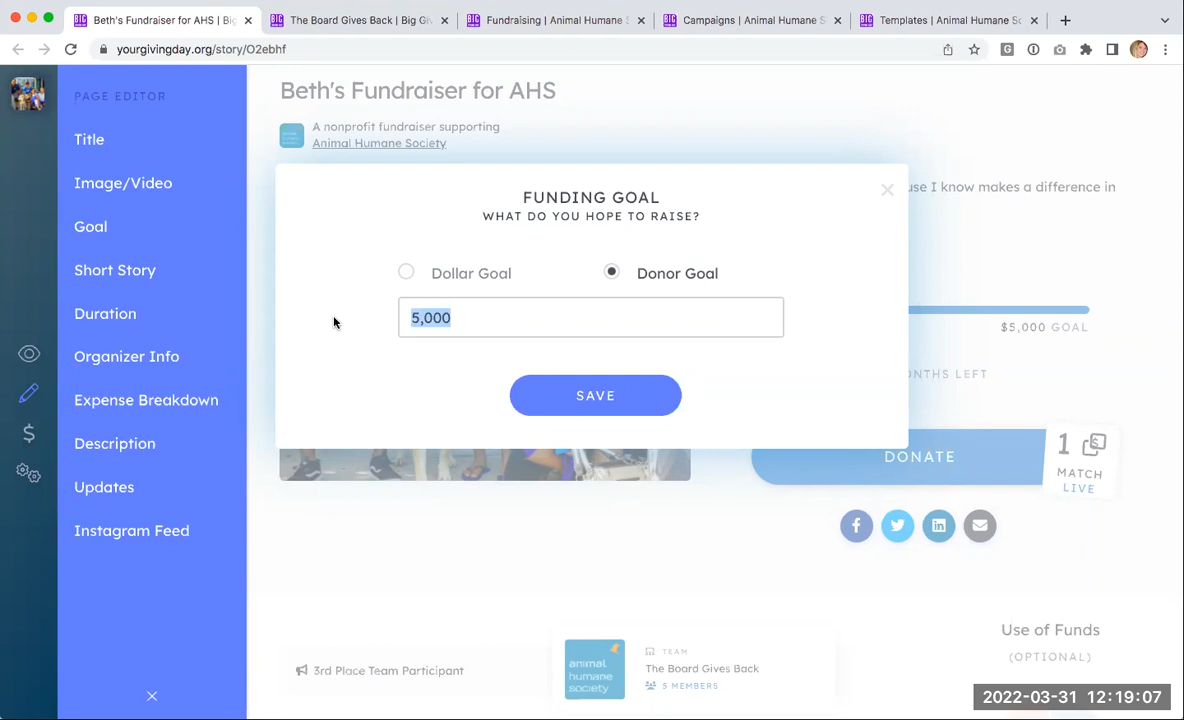 Beth's Fundraiser for AHS | Bi
The Board Gives Back | Big Gi
Fundraising | Animal Humane S
Campaigns | Animal Humane S
Templates | Animal Humane So
yourgivingday.org/story/O2ebhf
PAGE EDITOR
Title
Image/Video
Goal
Short Story
Duration
Organizer Info
Expense Breakdown
Description
Updates
Instagram Feed
Beth's Fundraiser for AHS
A nonprofit fundraiser supporting
Animal Humane Society
use I know makes a difference in
FUNDING GOAL
WHAT DO YOU HOPE TO RAISE?
Dollar Goal
Donor Goal
5,000
SAVE
$5,000 GOAL
ONTHS LEFT
DONATE
1
MATCH
LIVE
3rd Place Team Participant
animal
humane
society
TEAM
The Board Gives Back
5 MEMBERS
Use of Funds
(OPTIONAL)
2022-03-31 12:19:07